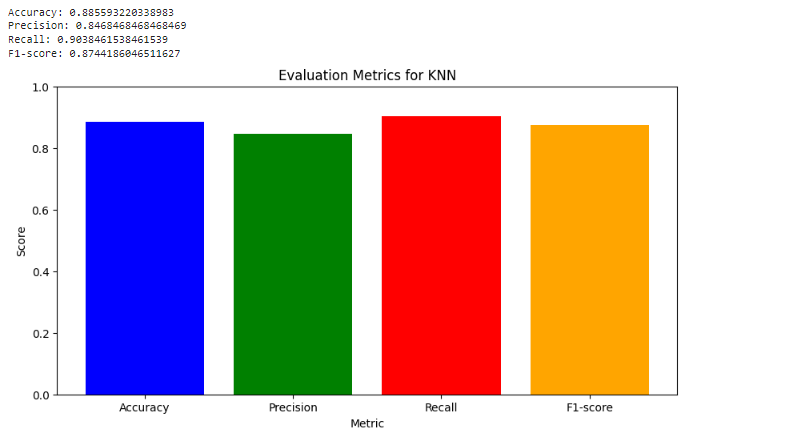 Accuracy: 0.885593220338983
Precision: 0.8468468468468469
Recall: 0.9038461538461539
F1-score: 0.8744186046511627
Evaluation Metrics for KNN
1.0
0.8
0.6
0.4
0.2
0.0
Score
Accuracy Precision Recall F1-score
Metric